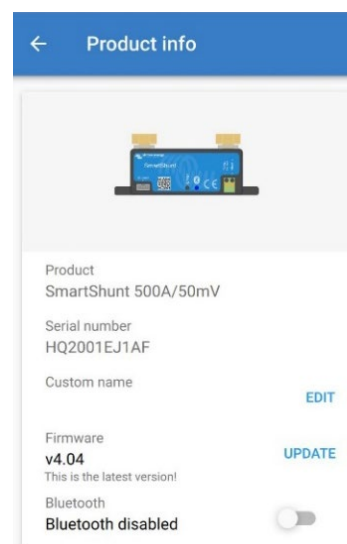 Product info
SmartShunt
Product
SmartShunt 500A/50mV
Serial number
HQ2001EJ1AF
Custom name
EDIT
Firmware
v4.04
UPDATE
This is the latest version!
Bluetooth
Bluetooth disabled